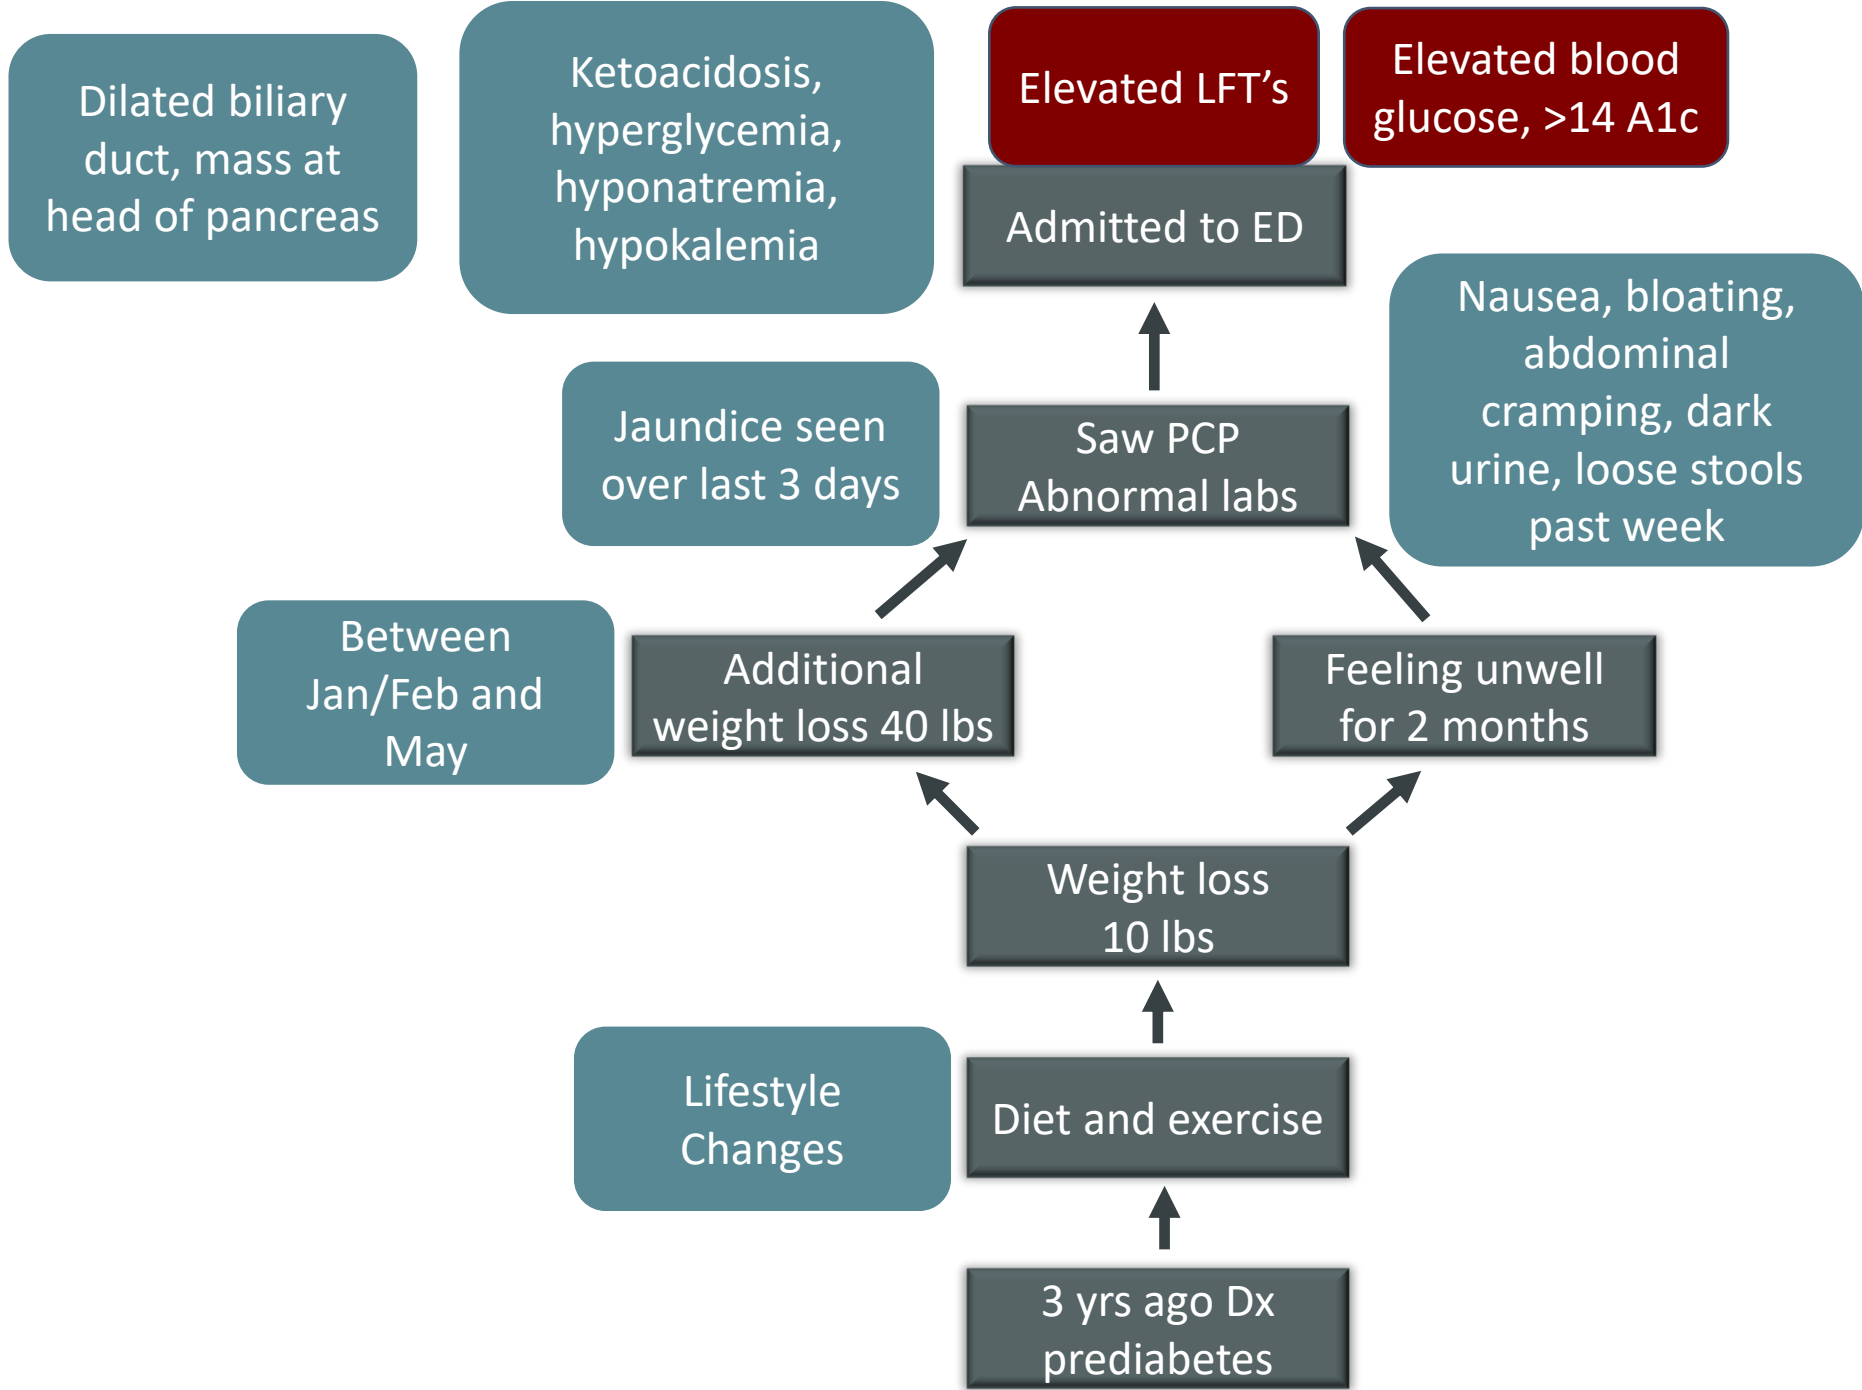 Dilated biliary
duct, mass at
head of pancreas
Ketoacidosis,
hyperglycemia,
hyponatremia,
hypokalemia
Elevated LFT’s
Elevated blood
glucose, >14 A1c
Admitted to ED
Nausea, bloating,
abdominal
cramping, dark
urine, loose stools
past week
Jaundice seen
over last 3 days
Saw PCP
Abnormal labs
Between
Jan/Feb and
May
Additional
weight loss 40 lbs
Feeling unwell
for 2 months
Weight loss
10 lbs
Lifestyle
Changes
Diet and exercise
3 yrs ago Dx
prediabetes